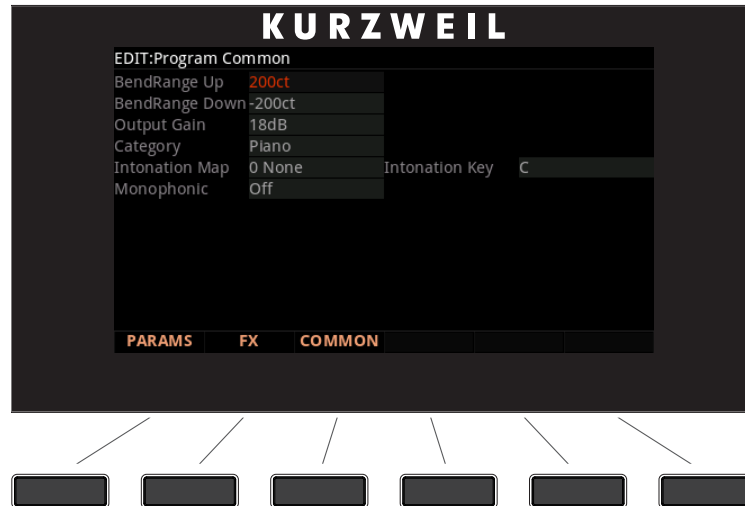 KURZWEIL
EDIT:Program Common
BendRange Up 200ct
BendRange Down -200ct
Output Gain 18dB
Category Piano
Intonation Map 0 None Intonation Key C
Monophonic Off
PARAMS FX COMMON